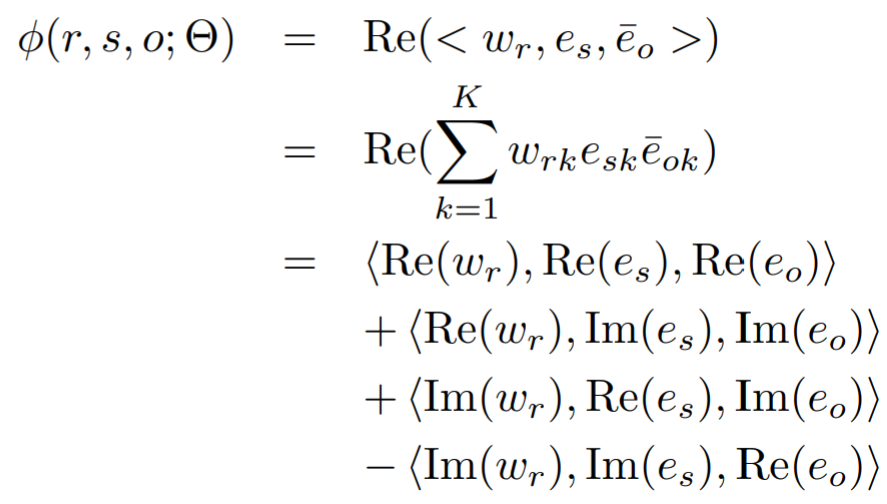 ϕ(r, s, o; Θ) = Re(< w_r, e_s, ē_o >)
= Re(∑_{k=1}^{K} w_{rk} e_{sk} ē_{ok})
= ⟨Re(w_r), Re(e_s), Re(e_o)⟩
+ ⟨Re(w_r), Im(e_s), Im(e_o)⟩
+ ⟨Im(w_r), Re(e_s), Im(e_o)⟩
− ⟨Im(w_r), Im(e_s), Re(e_o)⟩